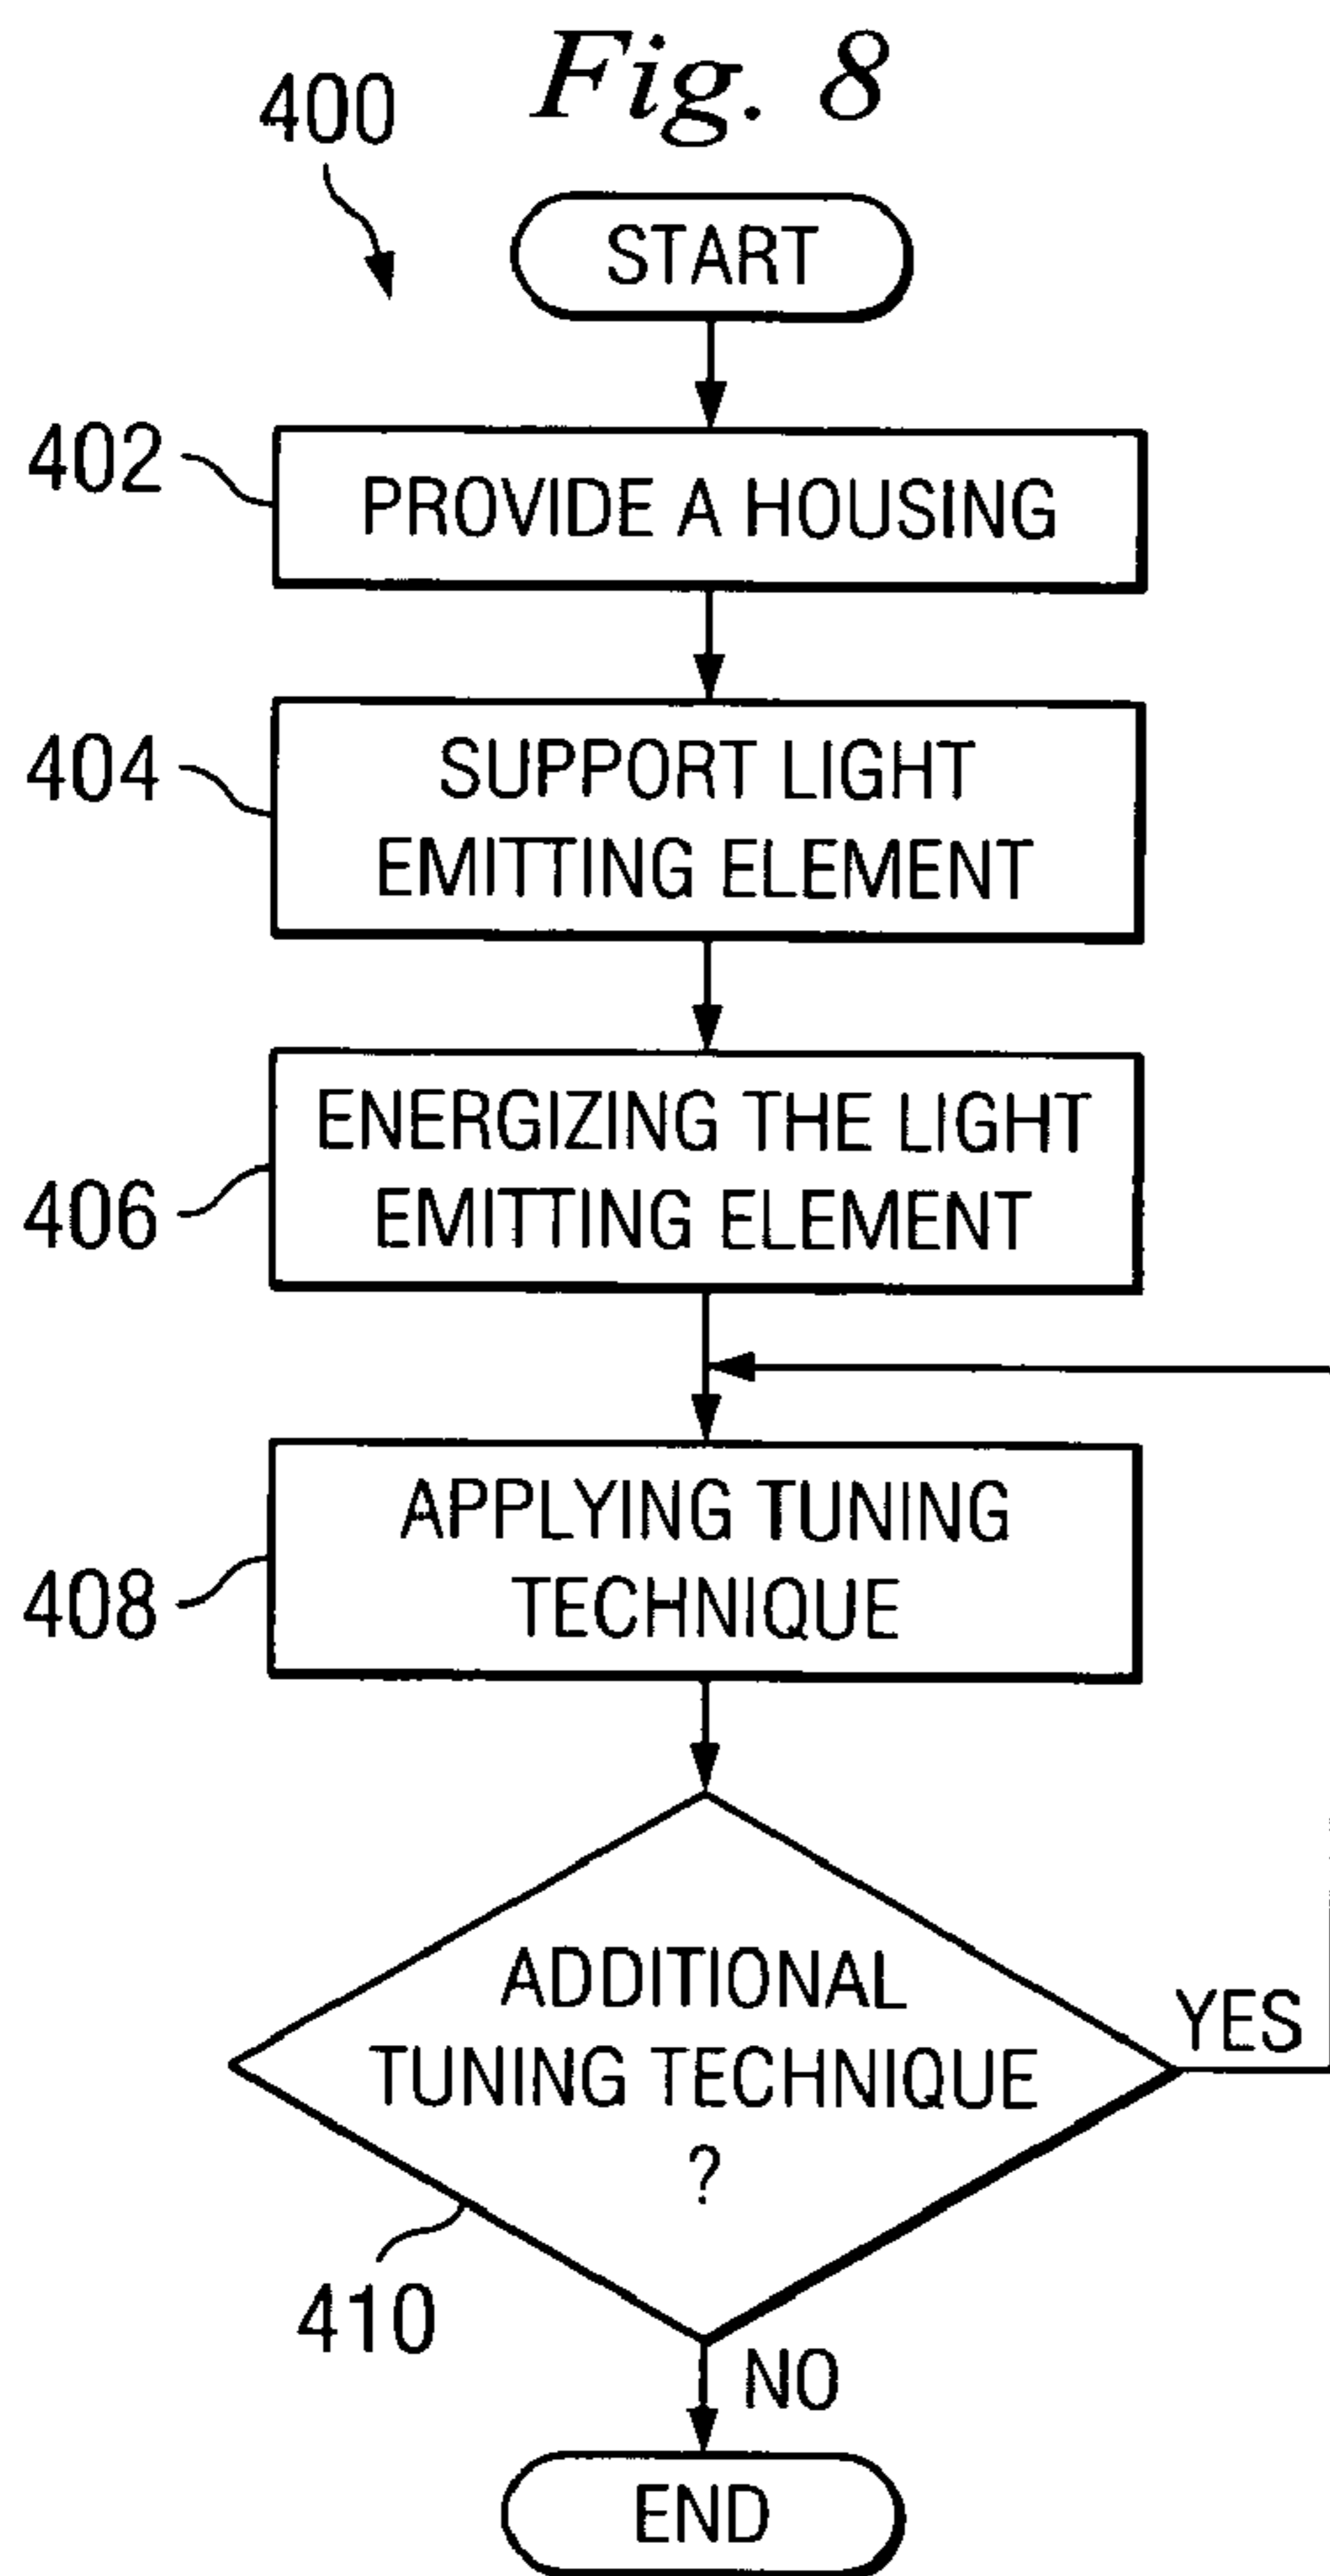 Fig. 8
400
START
402
PROVIDE A HOUSING
404
SUPPORT LIGHT
EMITTING ELEMENT
406
ENERGIZING THE LIGHT
EMITTING ELEMENT
408
APPLYING TUNING
TECHNIQUE
ADDITIONAL
TUNING TECHNIQUE
?
YES
410
NO
END